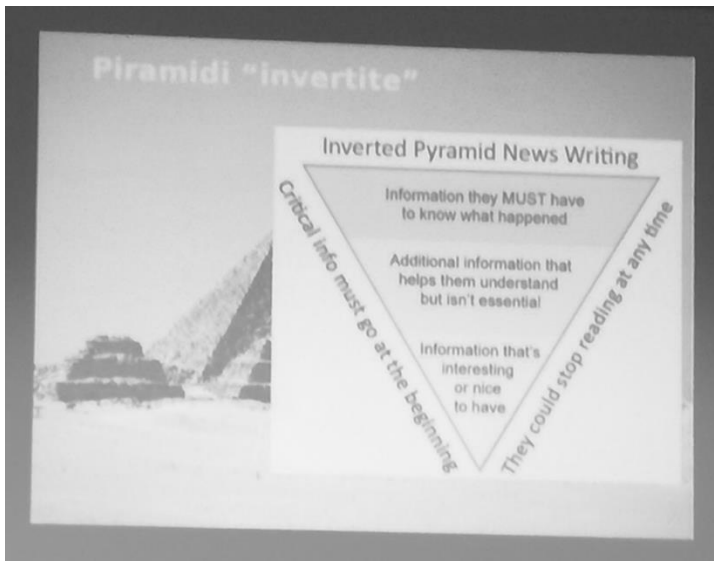 Piramidi “invertite”
Inverted Pyramid News Writing
Critical info must go at the beginning
Information they MUST have
to know what happened
Additional information that
helps them understand
but isn't essential
Information that's
interesting
or nice
to have
They could stop reading at any time